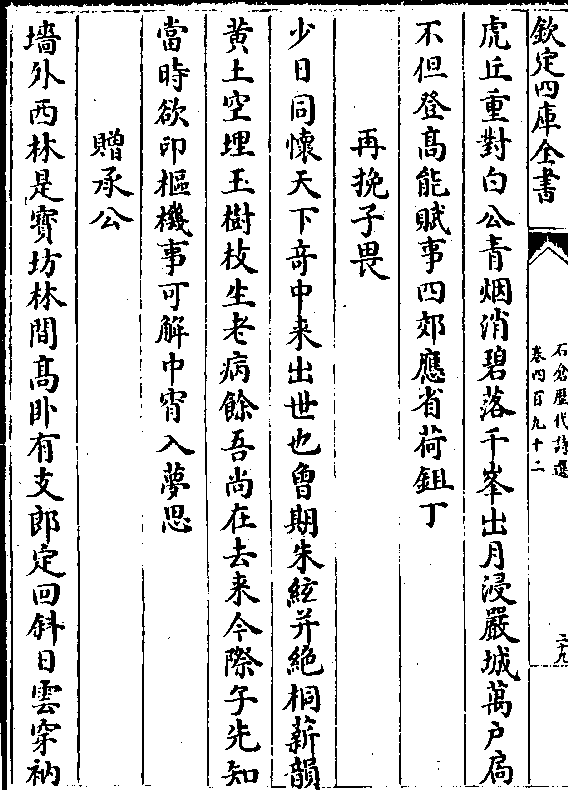 欽定四庫全書
石倉歷代詩選
卷四百九十二
三十九
虎丘重對白公青烟消碧落千峯出月浸嚴城萬戶扃
不但登高能賦事四郊應省荷鉏丁
再挽子畏
少日同懷天下竒中来出世也曾期朱絃并絶桐薪韻
黄土空埋玉樹枝生老病餘吾尚在去来今際子先知
當時欲印樞機事可解中宵入夢思
贈承公
墻外西林是寳坊林間高卧有支郎定回斜日雲穿衲